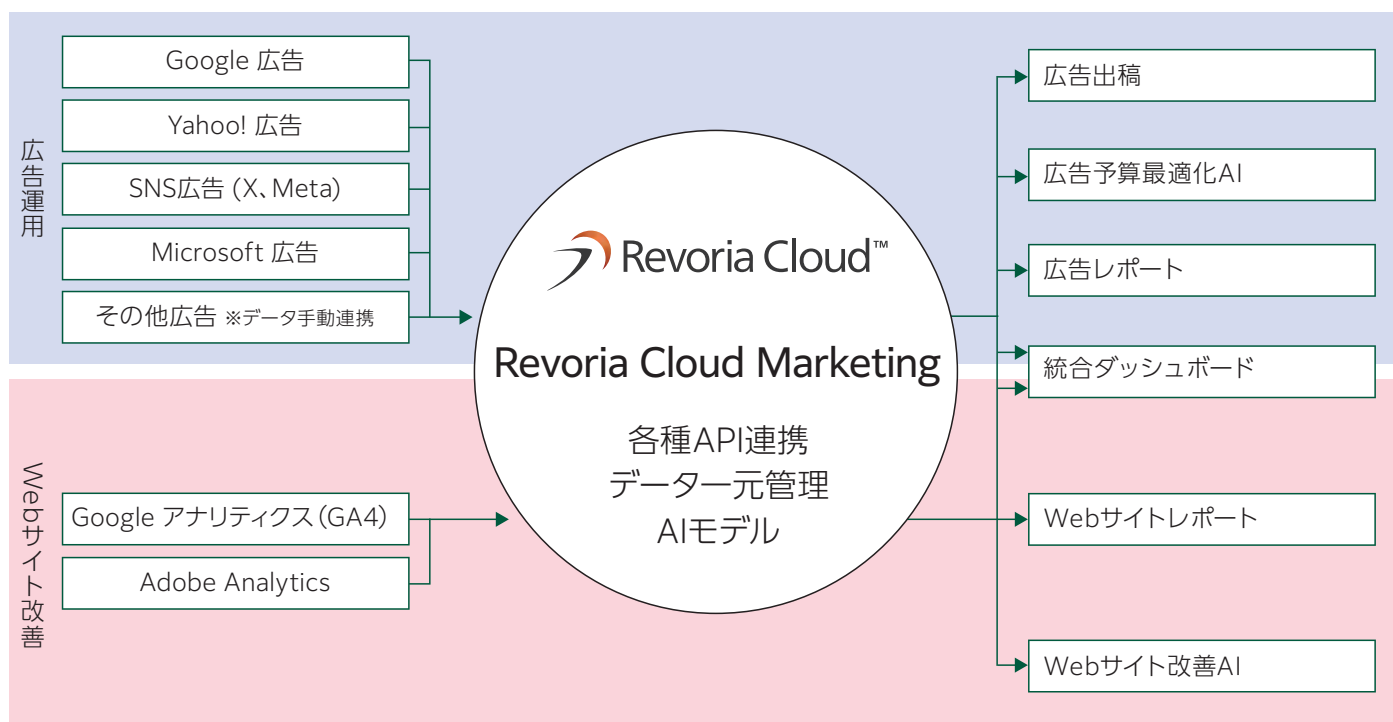 広告運用
Google 広告
Yahoo! 広告
SNS広告 (X、Meta)
Microsoft 広告
その他広告 ※データ手動連携
Webサイト改善
Google アナリティクス(GA4)
Adobe Analytics
Revoria Cloud™
Revoria Cloud Marketing
各種API連携
データ一元管理
AIモデル
広告出稿
広告予算最適化AI
広告レポート
統合ダッシュボード
Webサイトレポート
Webサイト改善AI